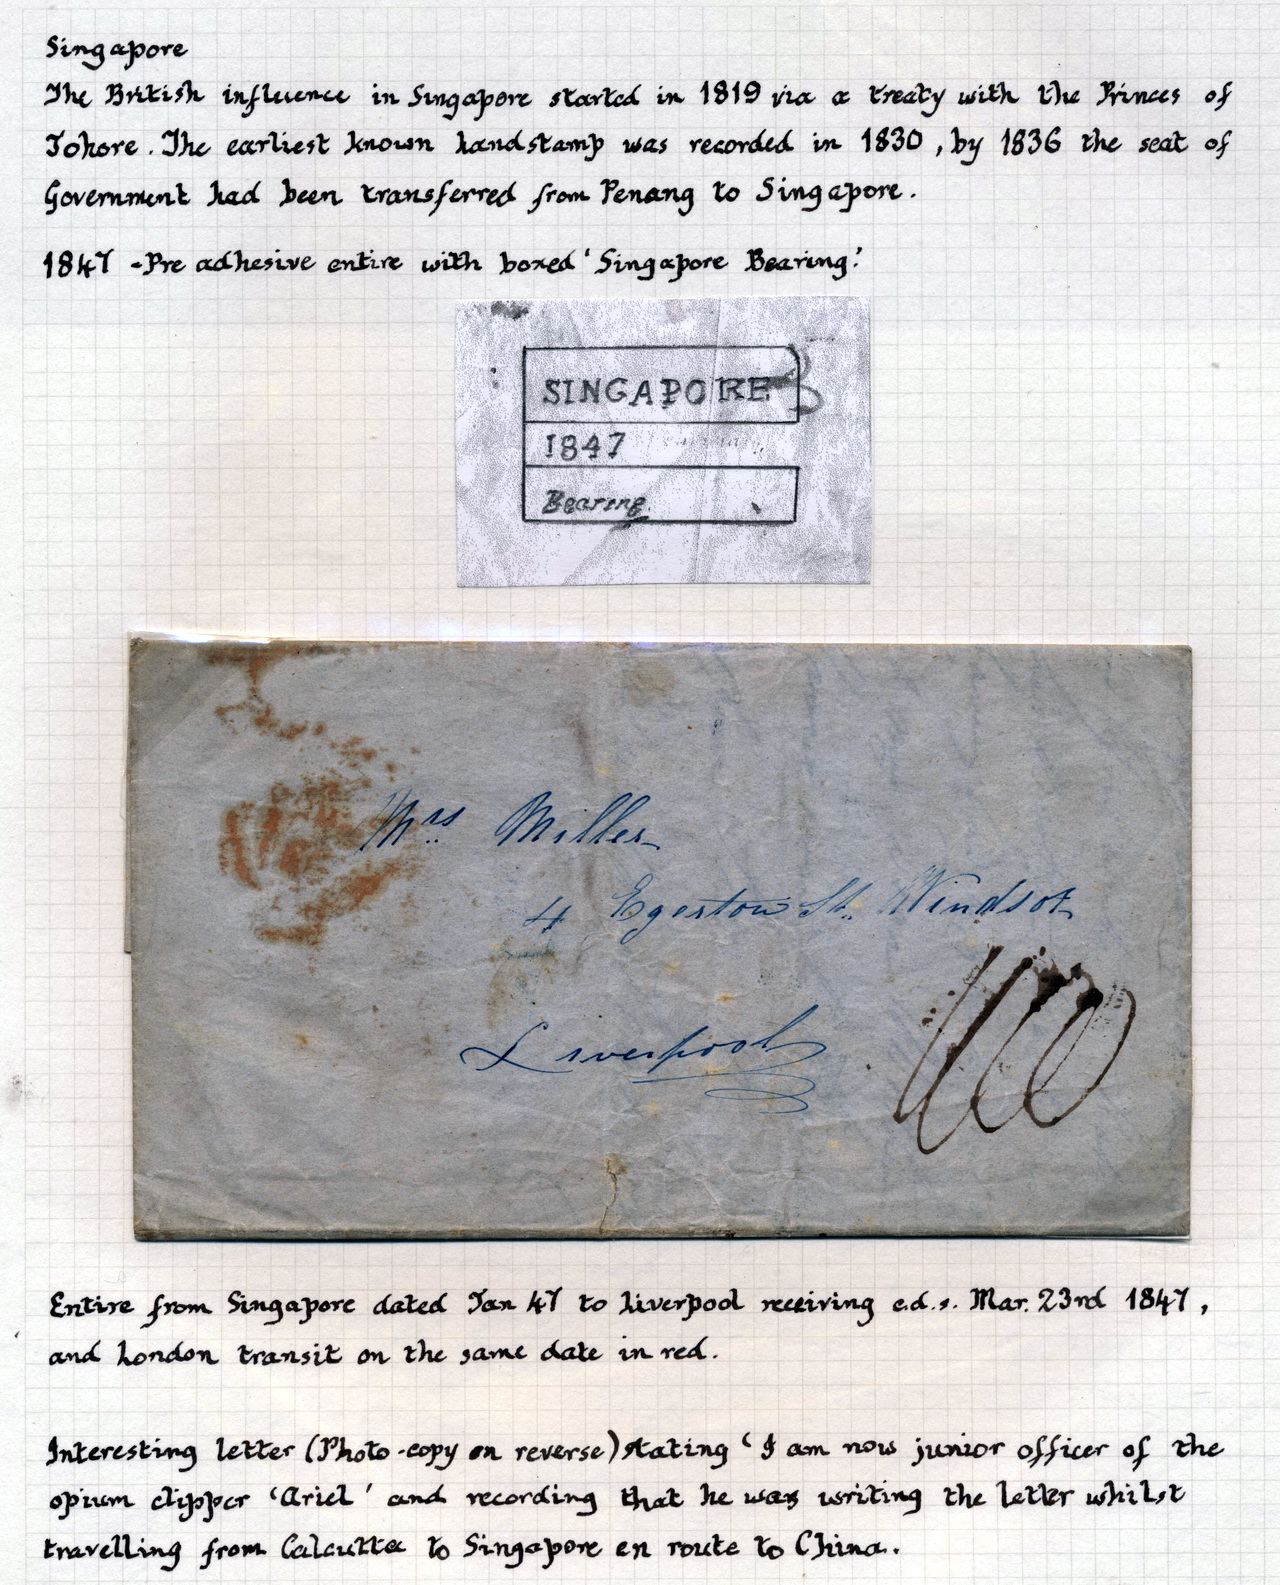 Singapore
The British influence in Singapore started in 1819 via a treaty with the Princes of
Johore. The earliest known handstamp was recorded in 1830, by 1836 the seat of
Government had been transferred from Penang to Singapore.
1847 - Pre adhesive entire with boxed 'Singapore Bearing.'
SINGAPORE
1847
Bearing
Mrs Miller
4 Egerton St. Windsor
Liverpool
Entire from Singapore dated Jan 47 to Liverpool receiving c.d.s. Mar. 23rd 1847,
and London transit on the same date in red.
Interesting letter (Photo-copy on reverse) stating 'I am now junior officer of the
opium clipper 'Ariel' and recording that he was writing the letter whilst
travelling from Calcutta to Singapore en route to China.